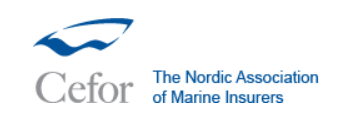 Cefor
The Nordic Association
of Marine Insurers